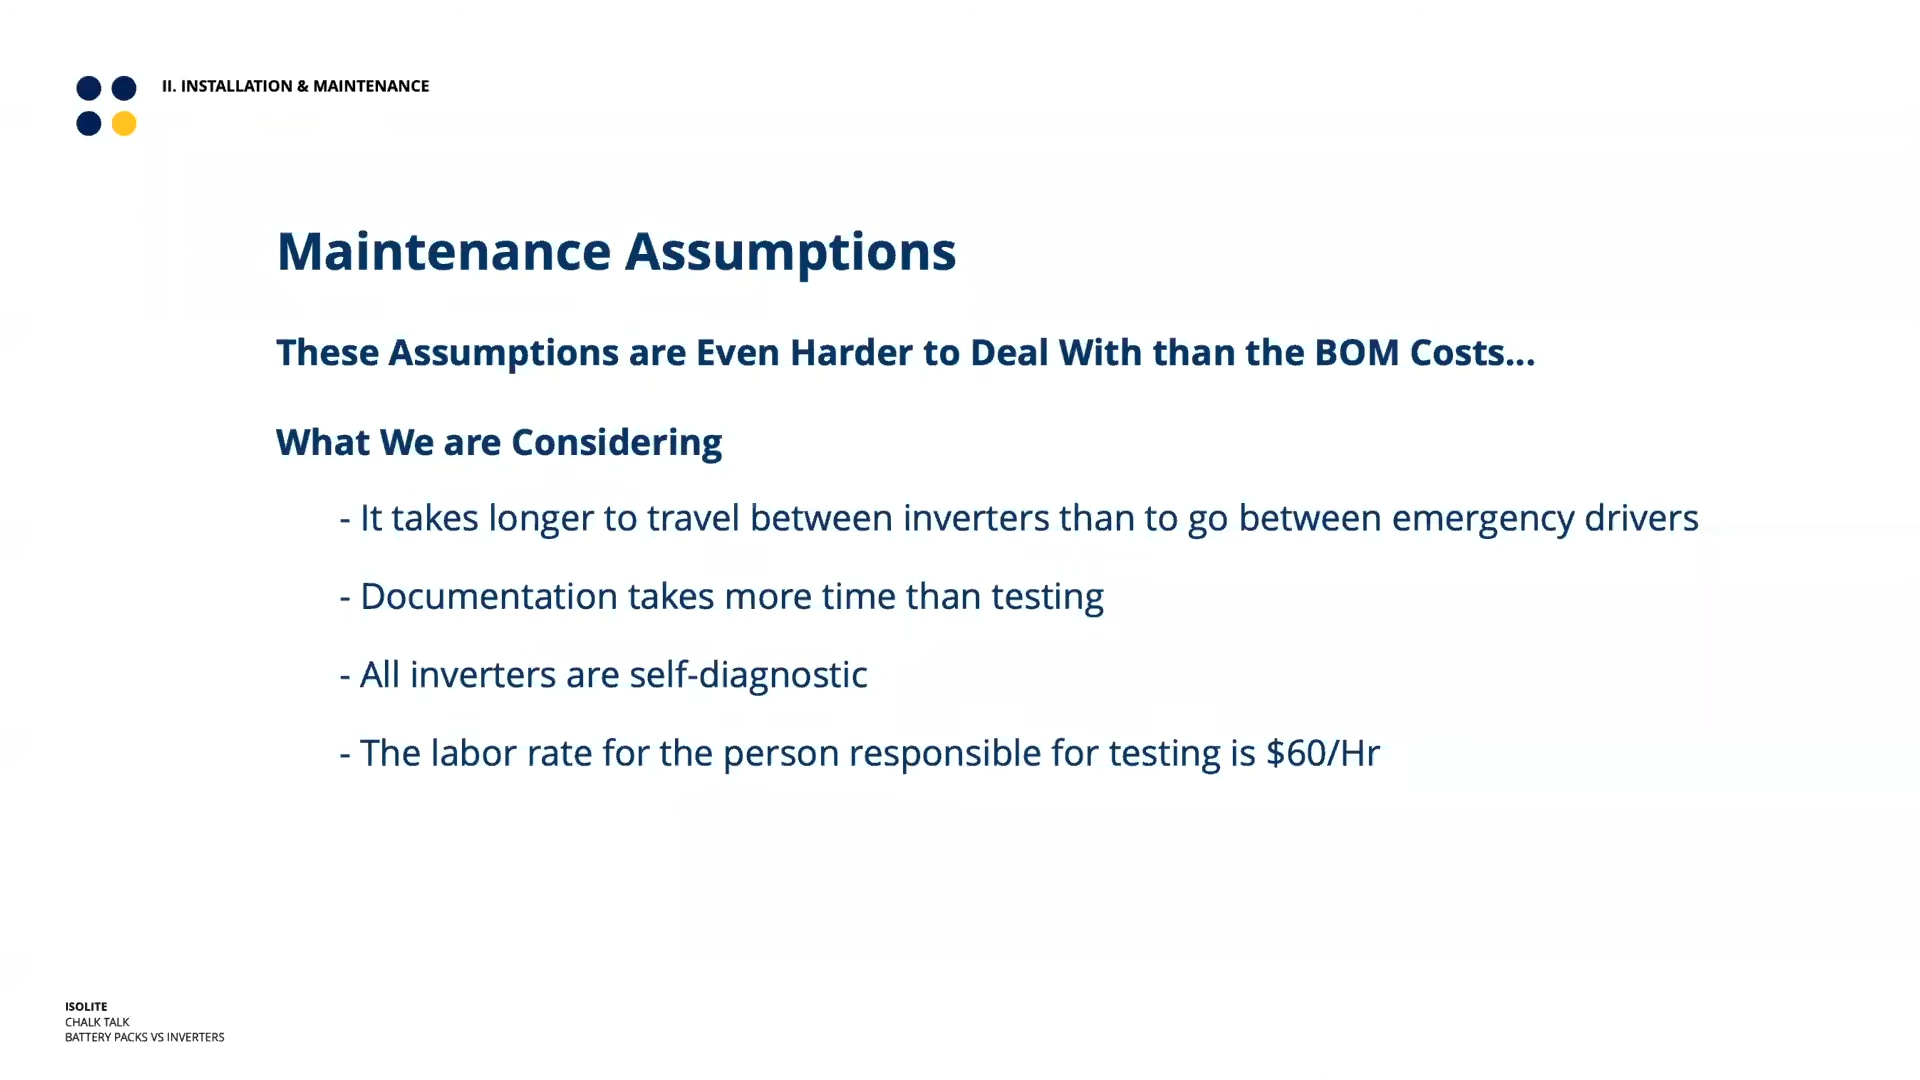 II. INSTALLATION & MAINTENANCE
Maintenance Assumptions
These Assumptions are Even Harder to Deal With than the BOM Costs...
What We are Considering
- It takes longer to travel between inverters than to go between emergency drivers
- Documentation takes more time than testing
- All inverters are self-diagnostic
- The labor rate for the person responsible for testing is $60/Hr
ISOLITE
CHALK TALK
BATTERY PACKS VS INVERTERS